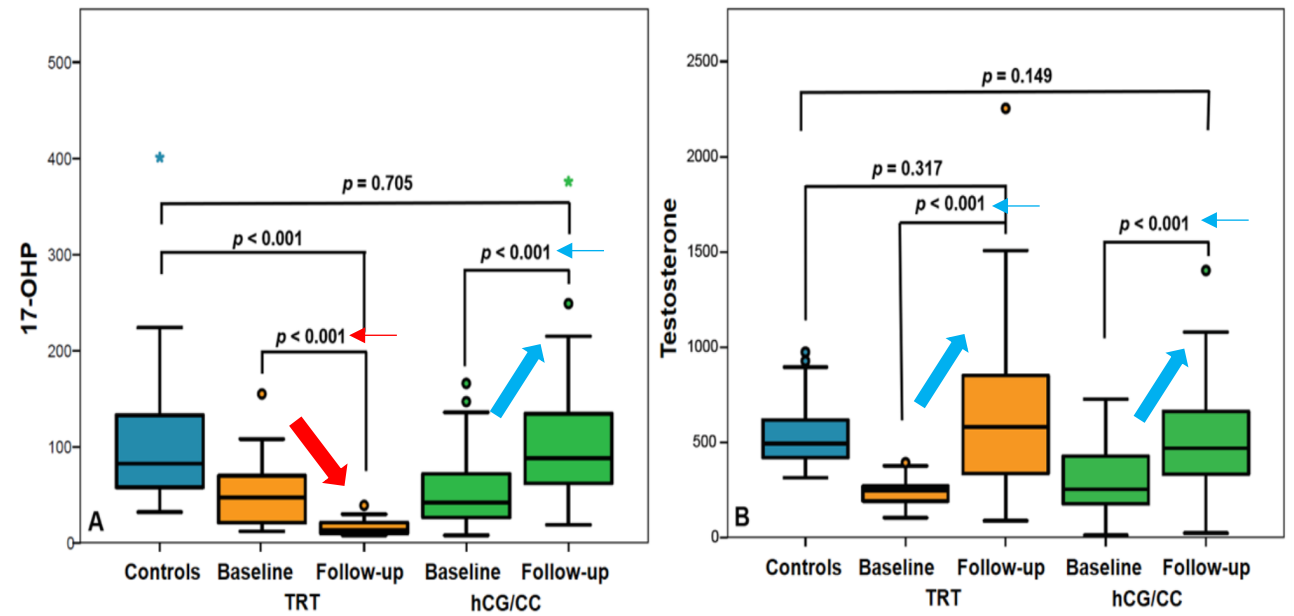 500
400
300
200
100
0
17-OHP
p = 0.705
p < 0.001
p < 0.001
p < 0.001
A
Controls Baseline Follow-up Baseline Follow-up
TRT hCG/CC
2500
2000
1500
1000
500
0
Testosterone
p = 0.149
p = 0.317
p < 0.001
p < 0.001
B
Controls Baseline Follow-up Baseline Follow-up
TRT hCG/CC